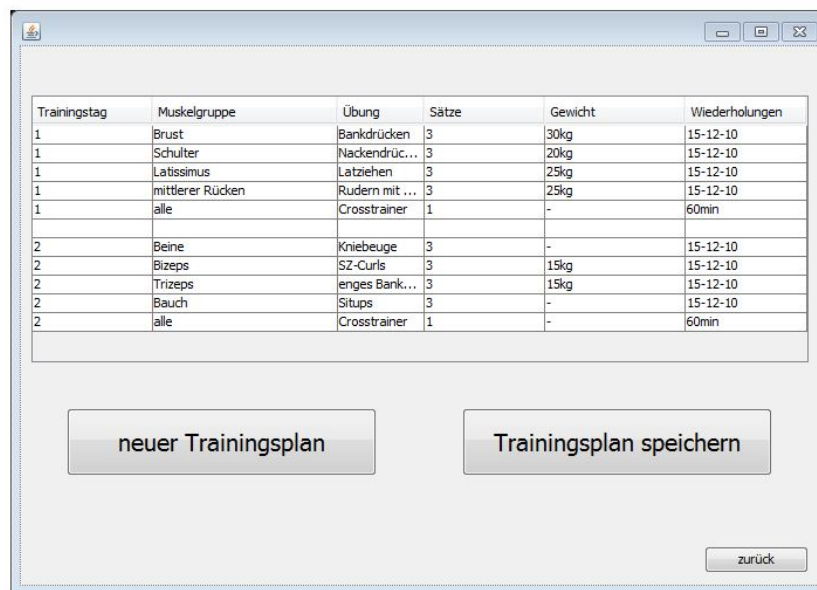 Trainingstag Muskelgruppe Übung Sätze Gewicht Wiederholungen
1 Brust Bankdrücken 3 30kg 15-12-10
1 Schulter Nackendrüc... 3 20kg 15-12-10
1 Latissimus Latziehen 3 25kg 15-12-10
1 mittlerer Rücken Rudern mit ... 3 25kg 15-12-10
1 alle Crosstrainer 1 - 60min
2 Beine Kniebeuge 3 - 15-12-10
2 Bizeps SZ-Curls 3 15kg 15-12-10
2 Trizeps enges Bank... 3 15kg 15-12-10
2 Bauch Situps 3 - 15-12-10
2 alle Crosstrainer 1 - 60min
neuer Trainingsplan Trainingsplan speichern
zurück